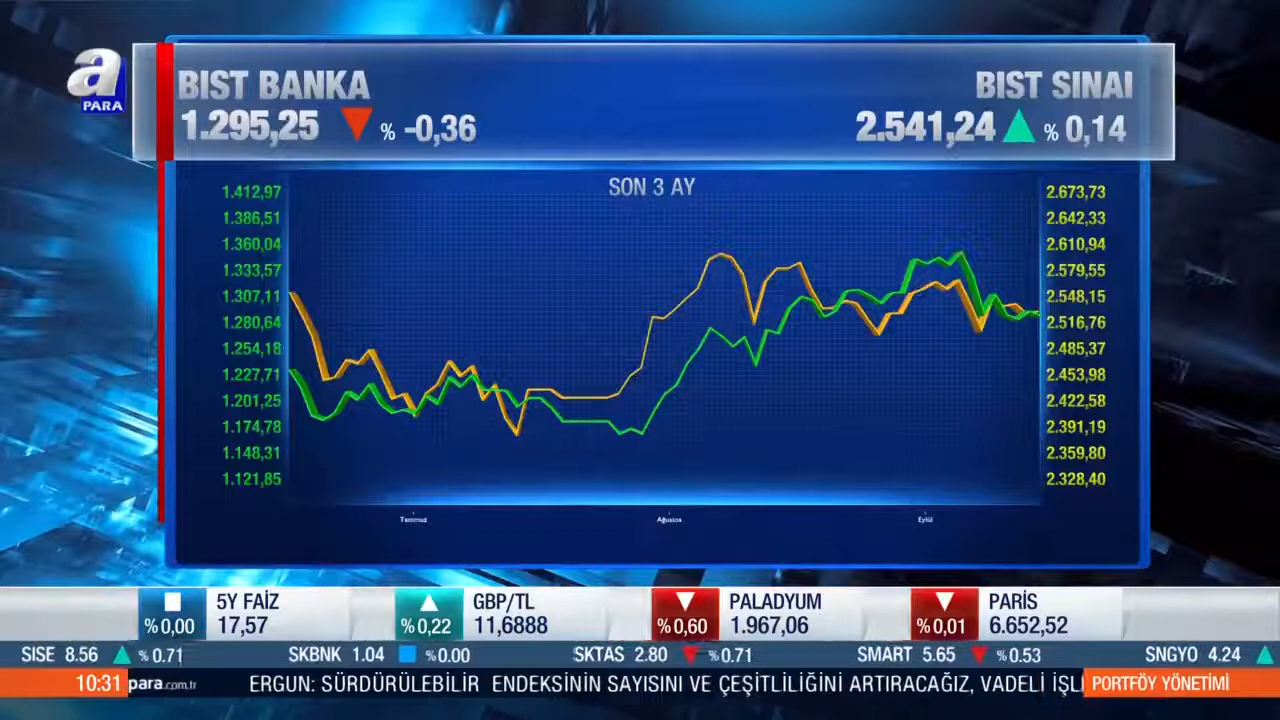 a
PARA
BIST BANKA
1.295,25 % -0,36
BIST SINAI
2.541,24 % 0,14
SON 3 AY
1.412,97
1.386,51
1.360,04
1.333,57
1.307,11
1.280,64
1.254,18
1.227,71
1.201,25
1.174,78
1.148,31
1.121,85
2.673,73
2.642,33
2.610,94
2.579,55
2.548,15
2.516,76
2.485,37
2.453,98
2.422,58
2.391,19
2.359,80
2.328,40
Temmuz Ağustos Eylül
%0,00 5Y FAİZ 17,57
%0,22 GBP/TL 11,6888
%0,60 PALADYUM 1.967,06
%0,01 PARİS 6.652,52
SISE 8.56 %0.71 SKBNK 1.04 %0.00 SKTAS 2.80 %0.71 SMART 5.65 %0.53 SNGYO 4.24
10:31 para.com.tr ERGUN: SÜRDÜRÜLEBİLİR ENDEKSİNİN SAYISINI VE ÇEŞİTLİLİĞİNİ ARTIRACAĞIZ, VADELİ İŞL PORTFÖY YÖNETİMİ